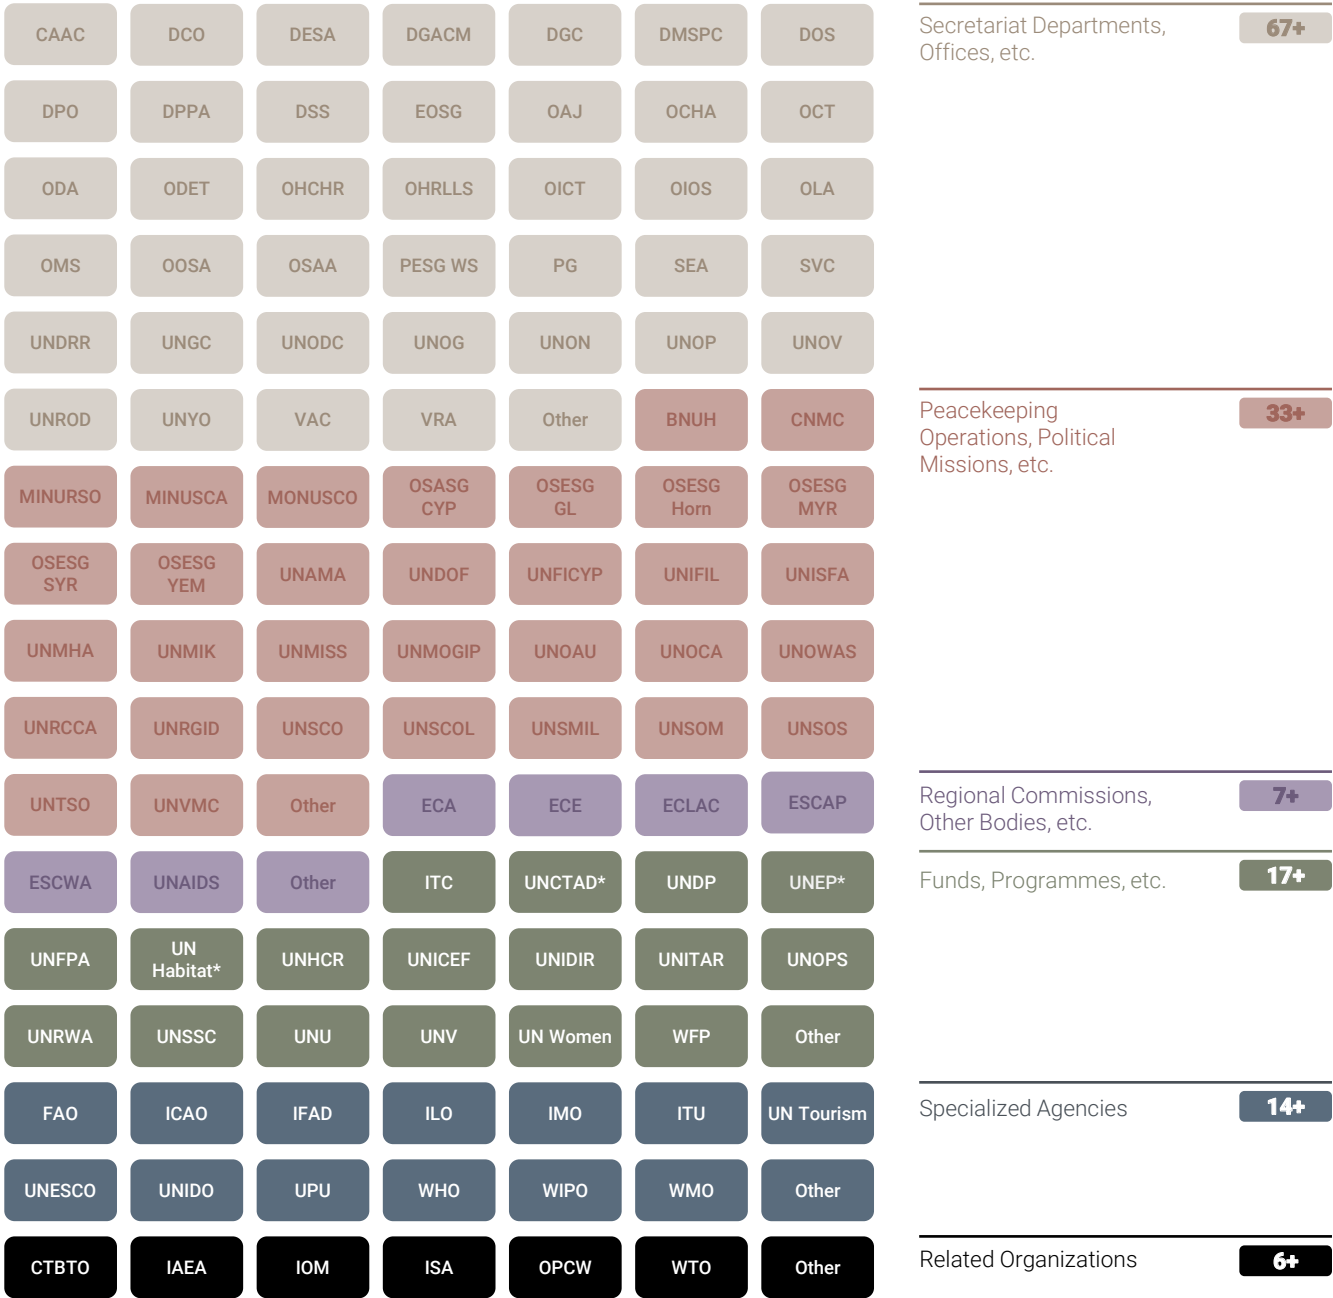 CAAC DCO DESA DGACM DGC DMSPC DOS
DPO DPPA DSS EOSG OAJ OCHA OCT
ODA ODET OHCHR OHRLLS OICT OIOS OLA
OMS OOSA OSAA PESG WS PG SEA SVC
UNDRR UNGC UNODC UNOG UNON UNOP UNOV
UNROD UNYO VAC VRA Other BNUH CNMC
MINURSO MINUSCA MONUSCO OSASG CYP OSESG GL OSESG Horn OSESG MYR
OSESG SYR OSESG YEM UNAMA UNDOF UNFICYP UNIFIL UNISFA
UNMHA UNMIK UNMISS UNMOGIP UNOAU UNOCA UNOWAS
UNRCCA UNRGID UNSCO UNSCOL UNSMIL UNSOM UNSOS
UNTSO UNVMC Other ECA ECE ECLAC ESCAP
ESCWA UNAIDS Other ITC UNCTAD* UNDP UNEP*
UNFPA UN Habitat* UNHCR UNICEF UNIDIR UNITAR UNOPS
UNRWA UNSSC UNU UNV UN Women WFP Other
FAO ICAO IFAD ILO IMO ITU UN Tourism
UNESCO UNIDO UPU WHO WIPO WMO Other
CTBTO IAEA IOM ISA OPCW WTO Other
Secretariat Departments, 67+
Offices, etc.
Peacekeeping 33+
Operations, Political
Missions, etc.
Regional Commissions, 7+
Other Bodies, etc.
Funds, Programmes, etc. 17+
Specialized Agencies 14+
Related Organizations 6+